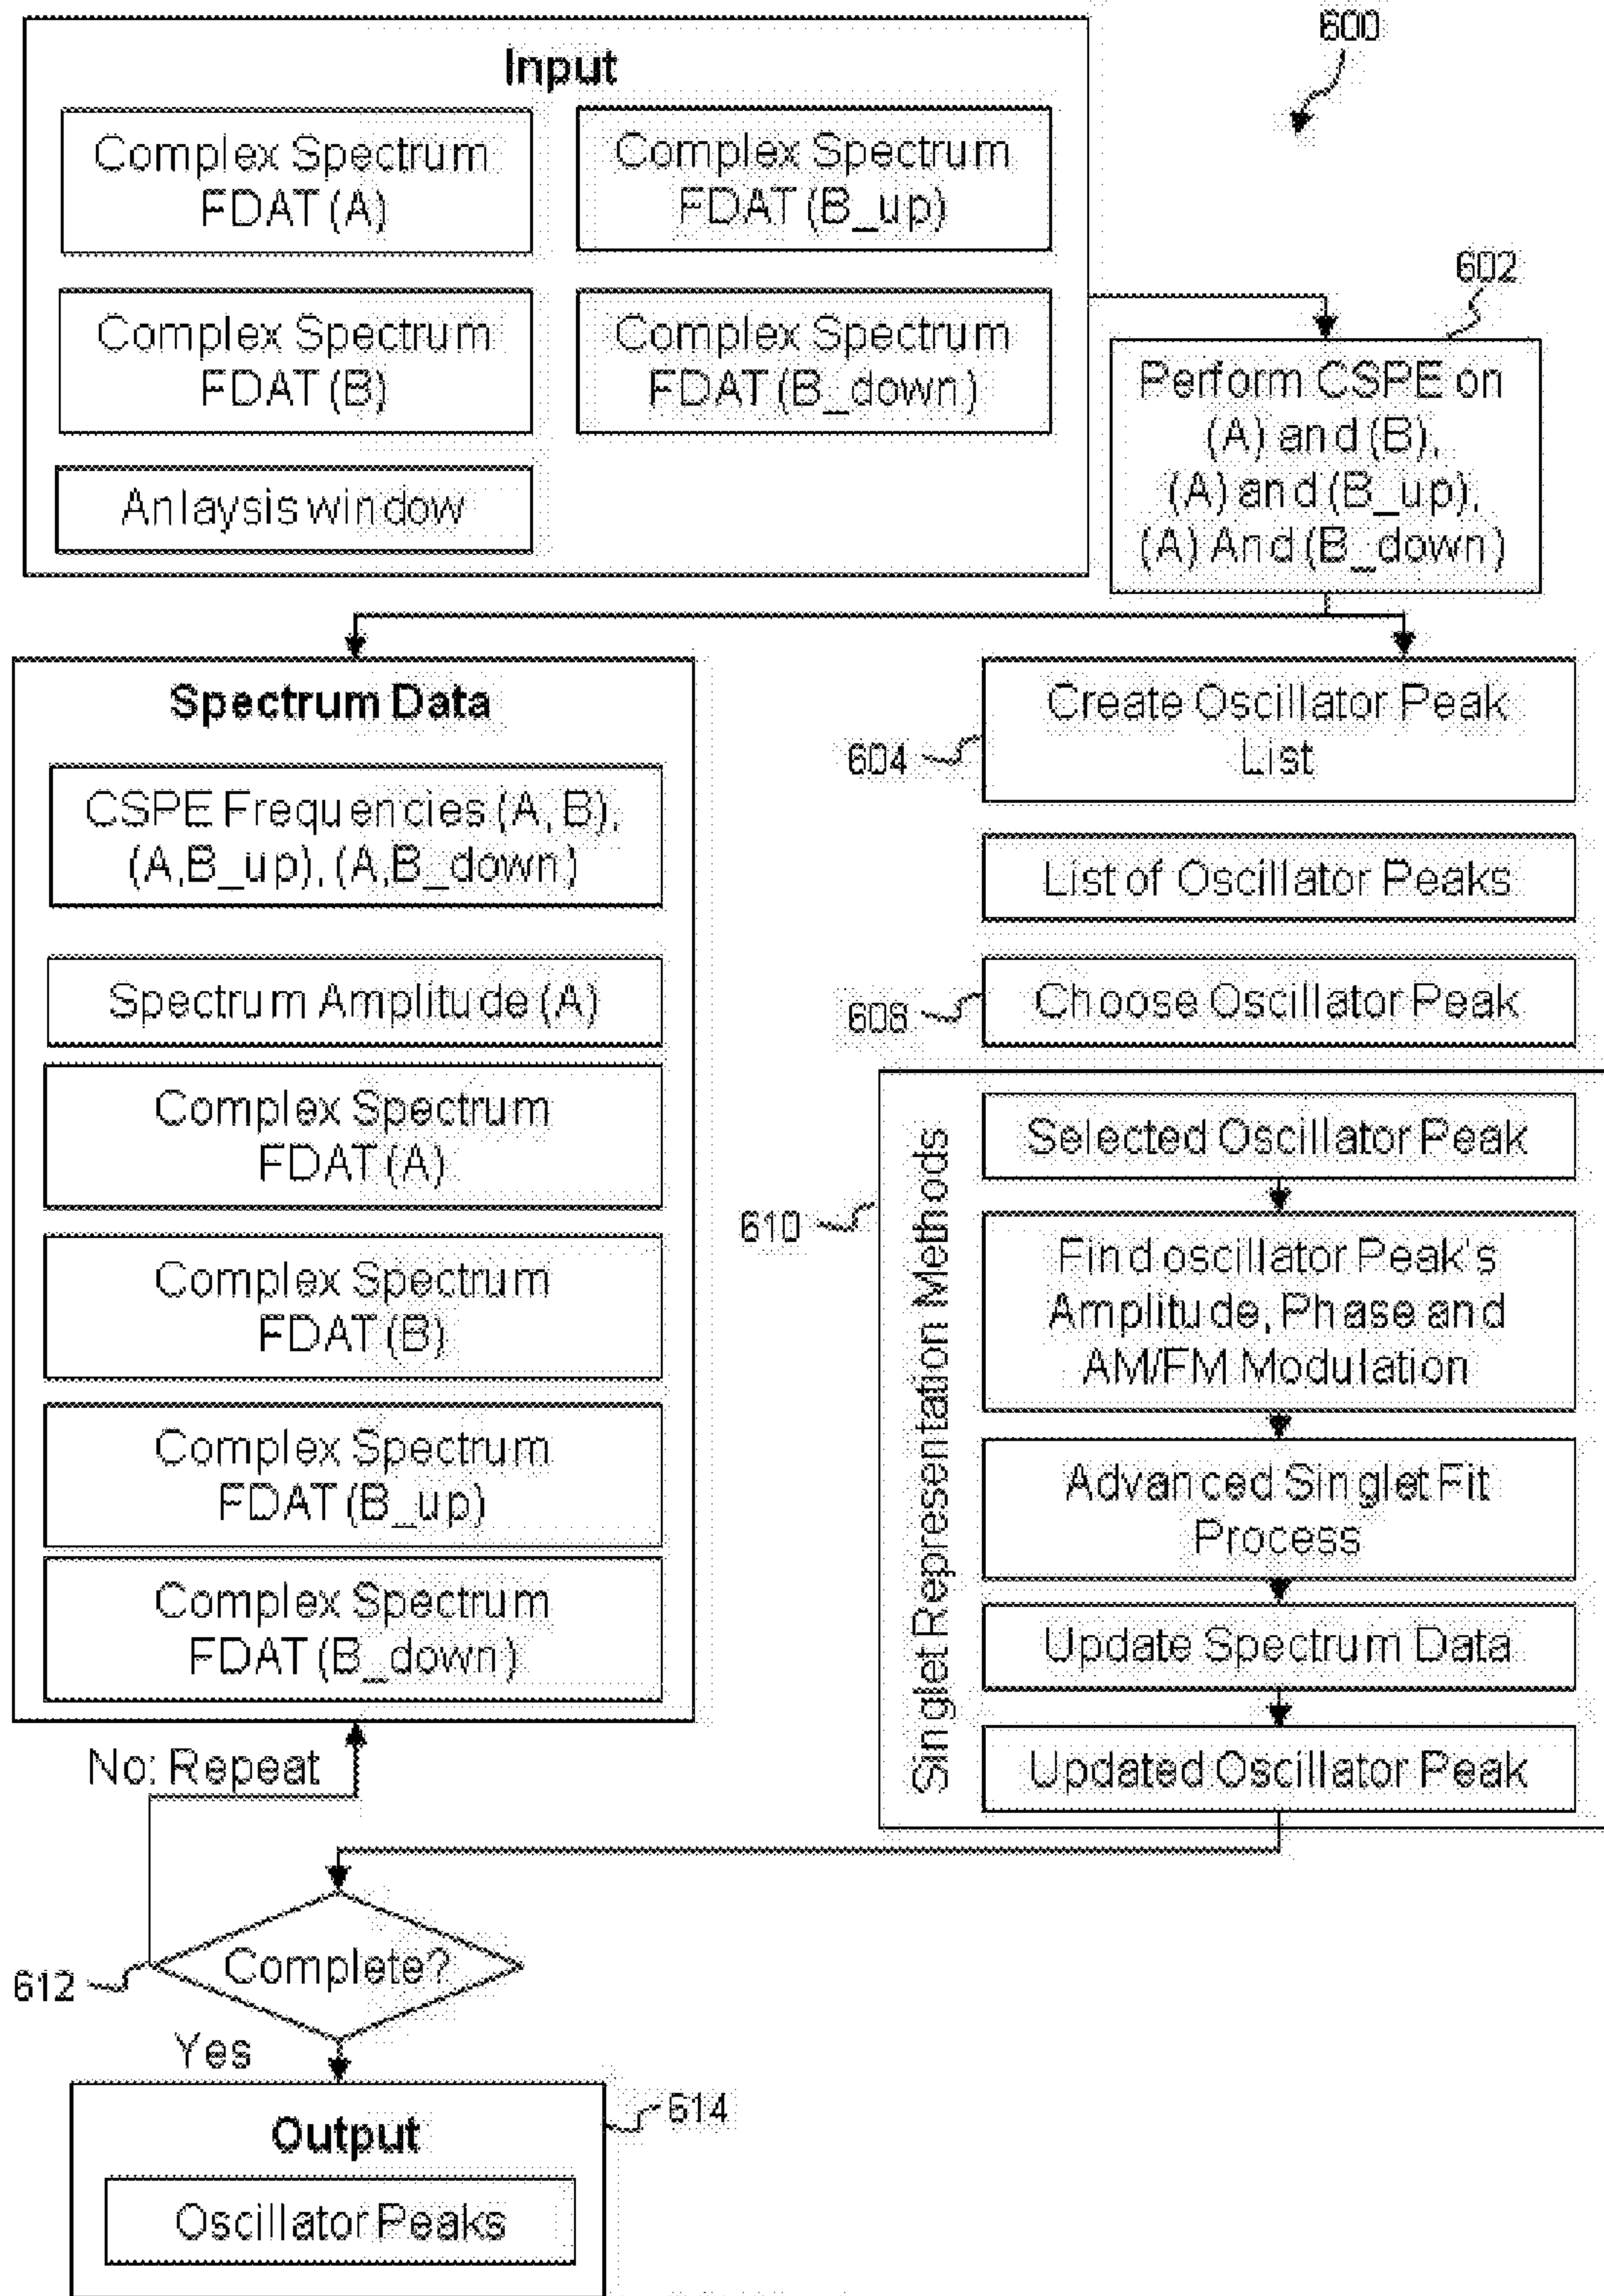 600
Input
Complex Spectrum
FDAT (A)
Complex Spectrum
FDAT (B_up)
Complex Spectrum
FDAT (B)
Complex Spectrum
FDAT (B_down)
Anlaysis window
602
Perform CSPE on
(A) and (B),
(A) and (B_up),
(A) And (B_down)
Spectrum Data
CSPE Frequencies (A, B),
(A,B_up), (A,B_down)
Spectrum Amplitude (A)
Complex Spectrum
FDAT (A)
Complex Spectrum
FDAT (B)
Complex Spectrum
FDAT (B_up)
Complex Spectrum
FDAT (B_down)
604
Create Oscillator Peak
List
List of Oscillator Peaks
608
Choose Oscillator Peak
610
Singlet Representation Methods
Selected Oscillator Peak
Find oscillator Peak's
Amplitude, Phase and
AM/FM Modulation
Advanced Singlet Fit
Process
Update Spectrum Data
Updated Oscillator Peak
No: Repeat
612
Complete?
Yes
614
Output
Oscillator Peaks